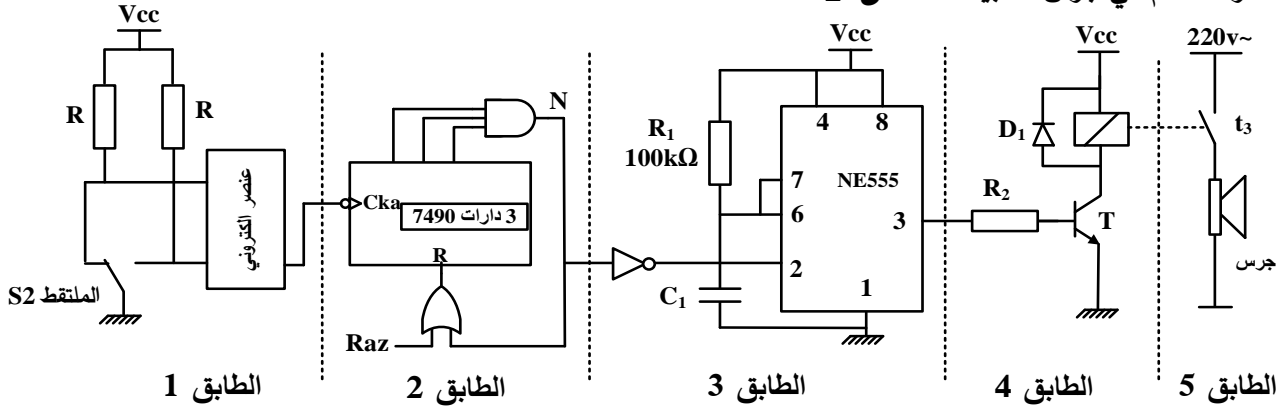 Vcc
R
R
عنصر الكتروني
الملتقط S2
الطابق 1
N
Cka
3 دارات 7490
R
Raz
الطابق 2
Vcc
R1
100kΩ
4
8
7
6
NE555
3
2
1
C1
الطابق 3
Vcc
D1
R2
T
الطابق 4
220v~
t3
جرس
الطابق 5